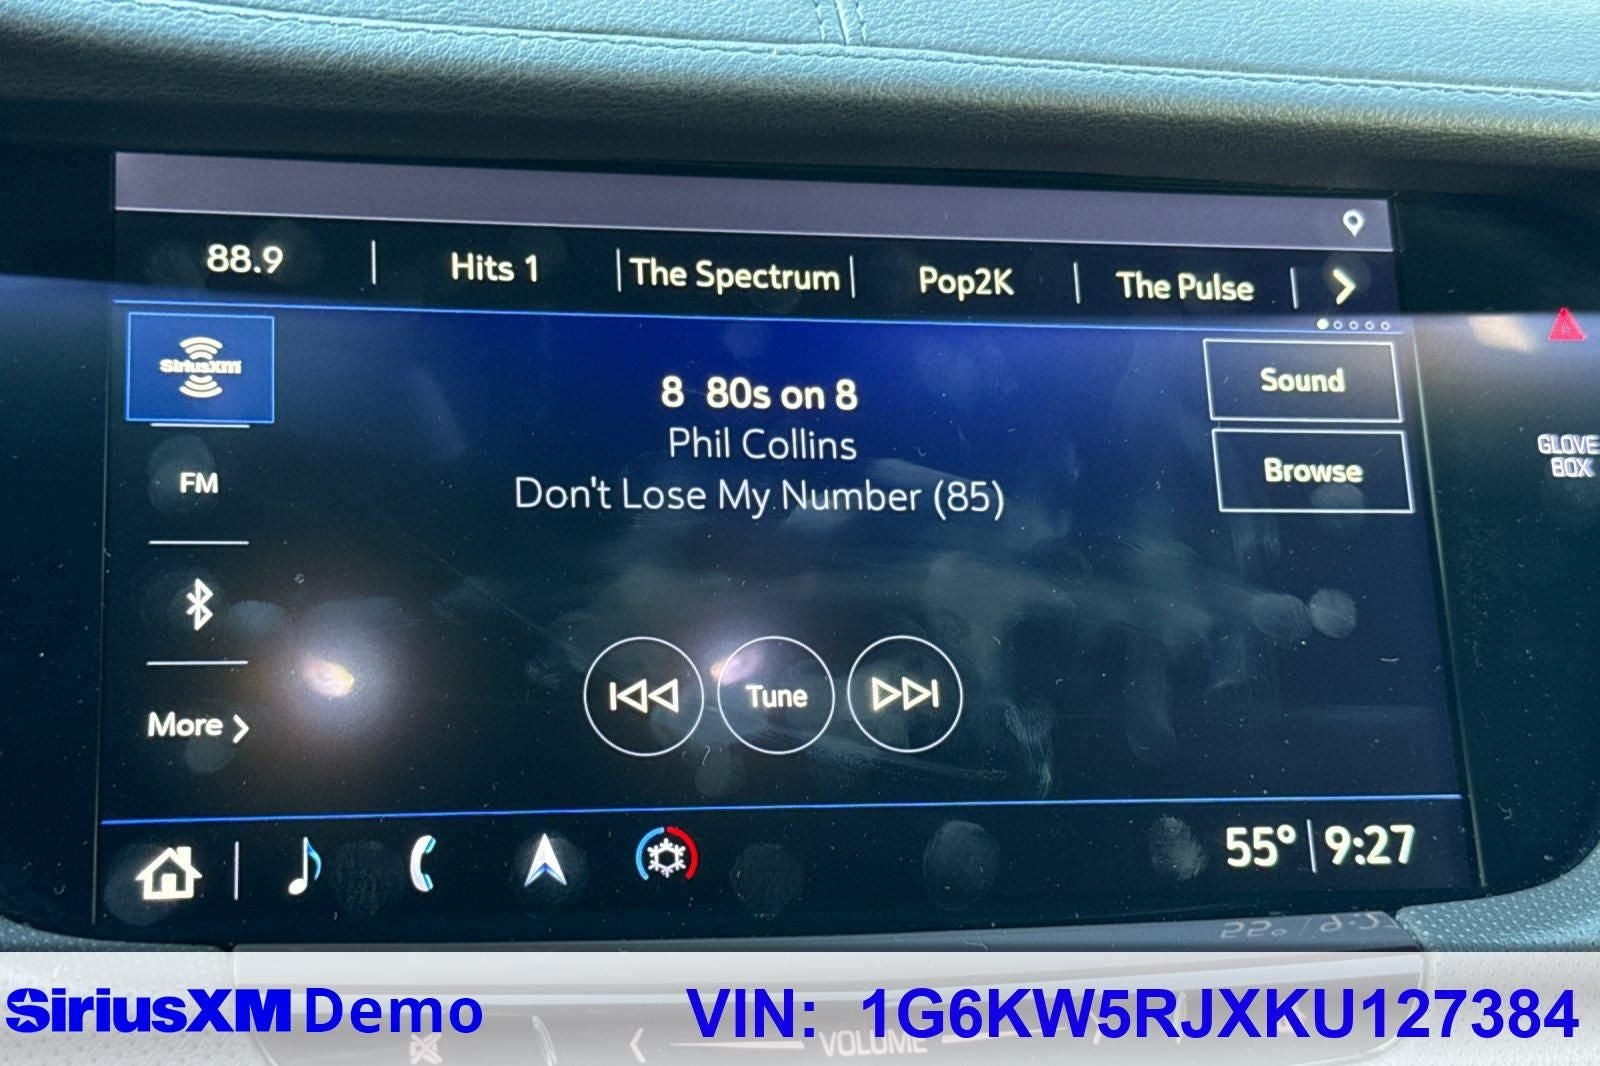 88.9
Hits 1
The Spectrum
Pop2K
The Pulse
SiriusXM
8 80s on 8
Sound
Phil Collins
Browse
Don't Lose My Number (85)
GLOVE
BOX
FM
More
Tune
55° 9:27
SiriusXM Demo
VIN: 1G6KW5RJXKU127384
VOLUME